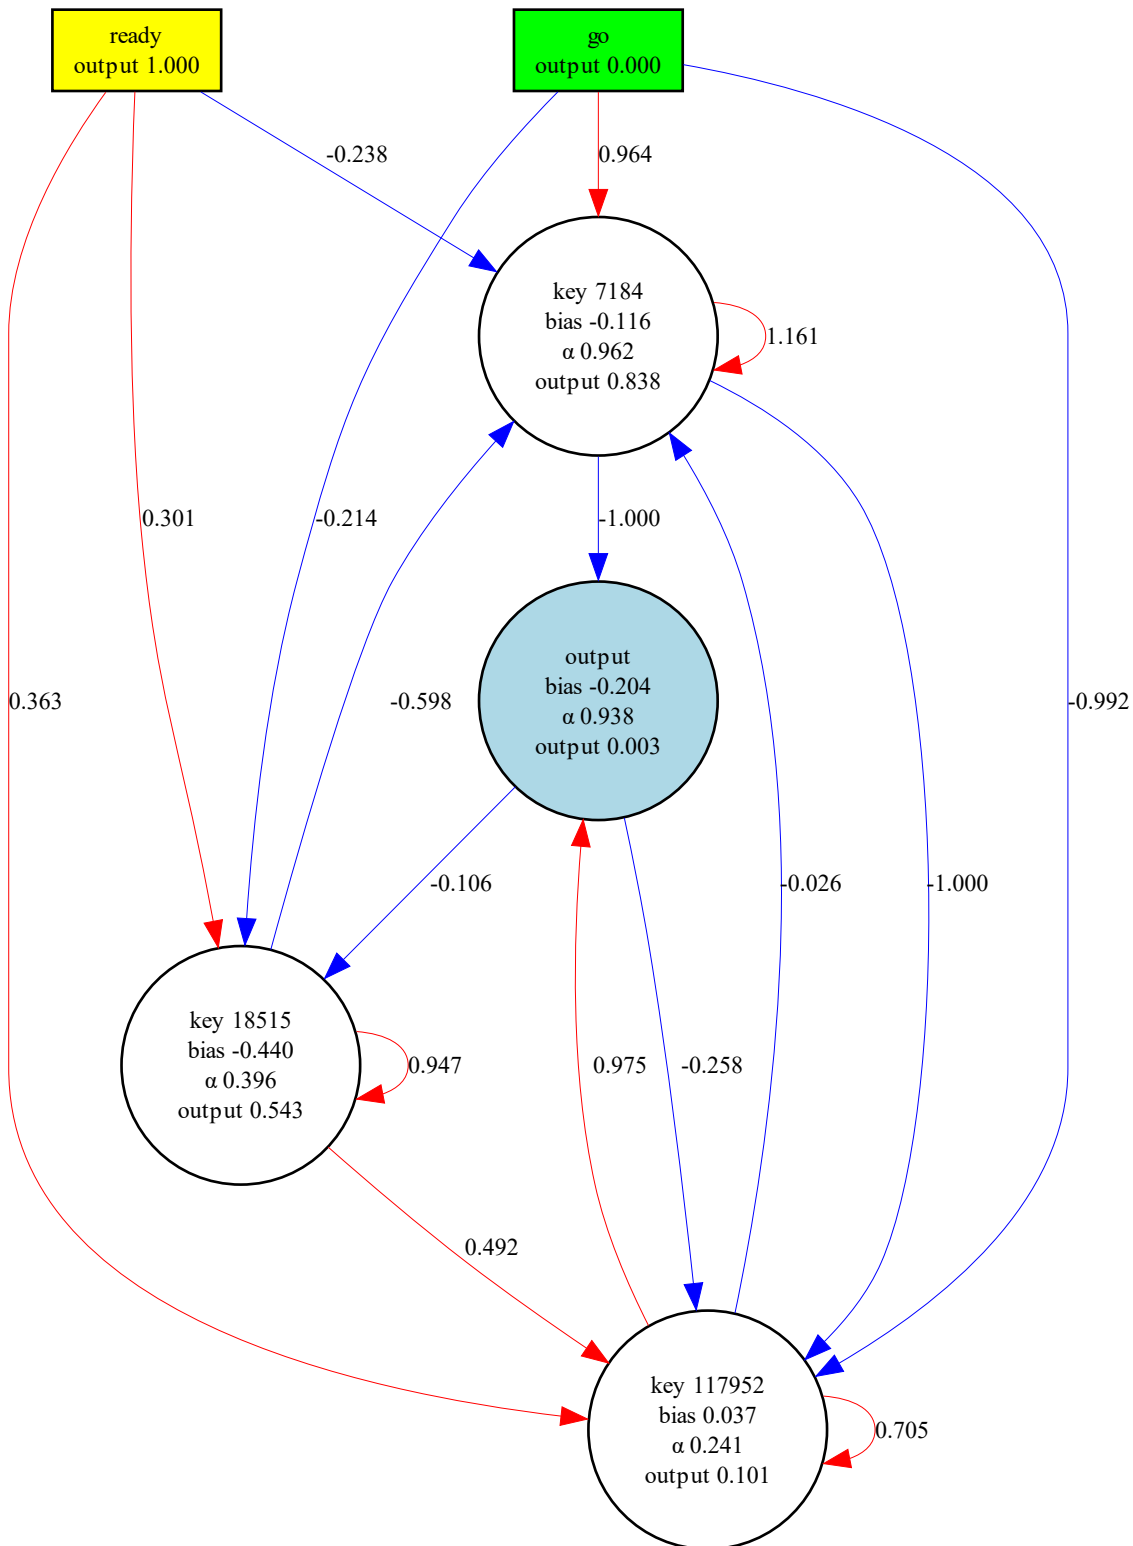 ready
output 1.000
go
output 0.000
-0.238
0.964
key 7184
bias -0.116
α 0.962
output 0.838
1.161
0.301
-0.214
-1.000
output
bias -0.204
α 0.938
output 0.003
0.363
-0.598
-0.992
-0.106
-0.026
-1.000
key 18515
bias -0.440
α 0.396
output 0.543
0.947
0.975
-0.258
0.492
key 117952
bias 0.037
α 0.241
output 0.101
0.705